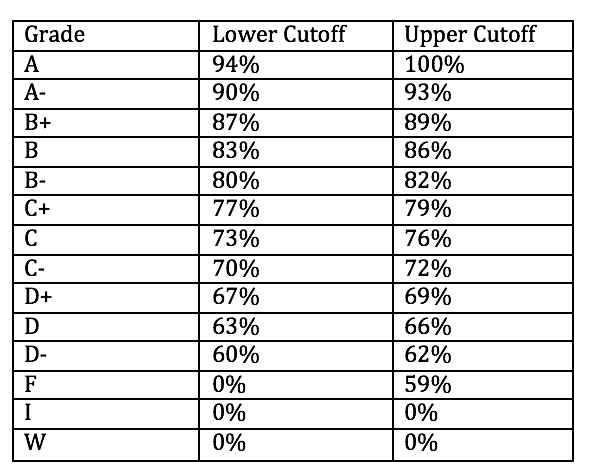 Grade Lower Cutoff Upper Cutoff
A 94% 100%
A- 90% 93%
B+ 87% 89%
B 83% 86%
B- 80% 82%
C+ 77% 79%
C 73% 76%
C- 70% 72%
D+ 67% 69%
D 63% 66%
D- 60% 62%
F 0% 59%
I 0% 0%
W 0% 0%